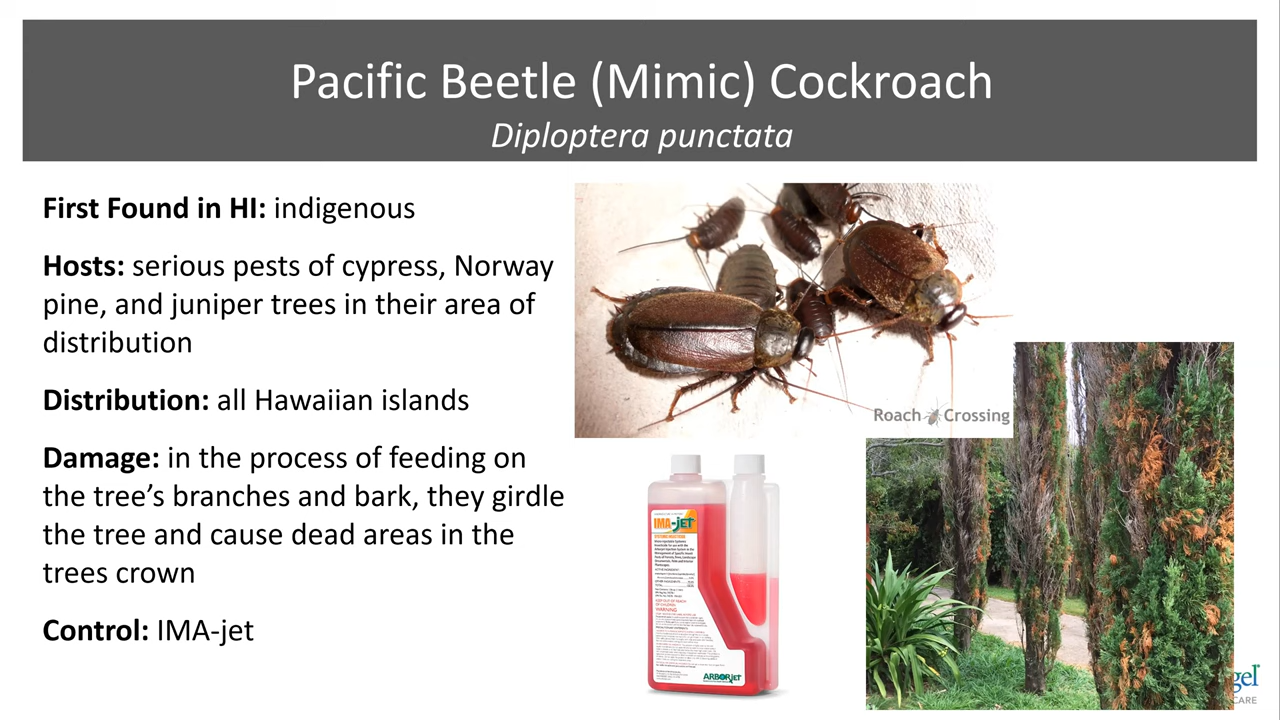 Pacific Beetle (Mimic) Cockroach
Diploptera punctata
First Found in HI: indigenous
Hosts: serious pests of cypress, Norway
pine, and juniper trees in their area of
distribution
Distribution: all Hawaiian islands
Damage: in the process of feeding on
the tree’s branches and bark, they girdle
the tree and cause dead areas in the
trees crown
Control: IMA-jet
Roach Crossing
IMA-jet
WARNING
ARBORJET
gel
CARE